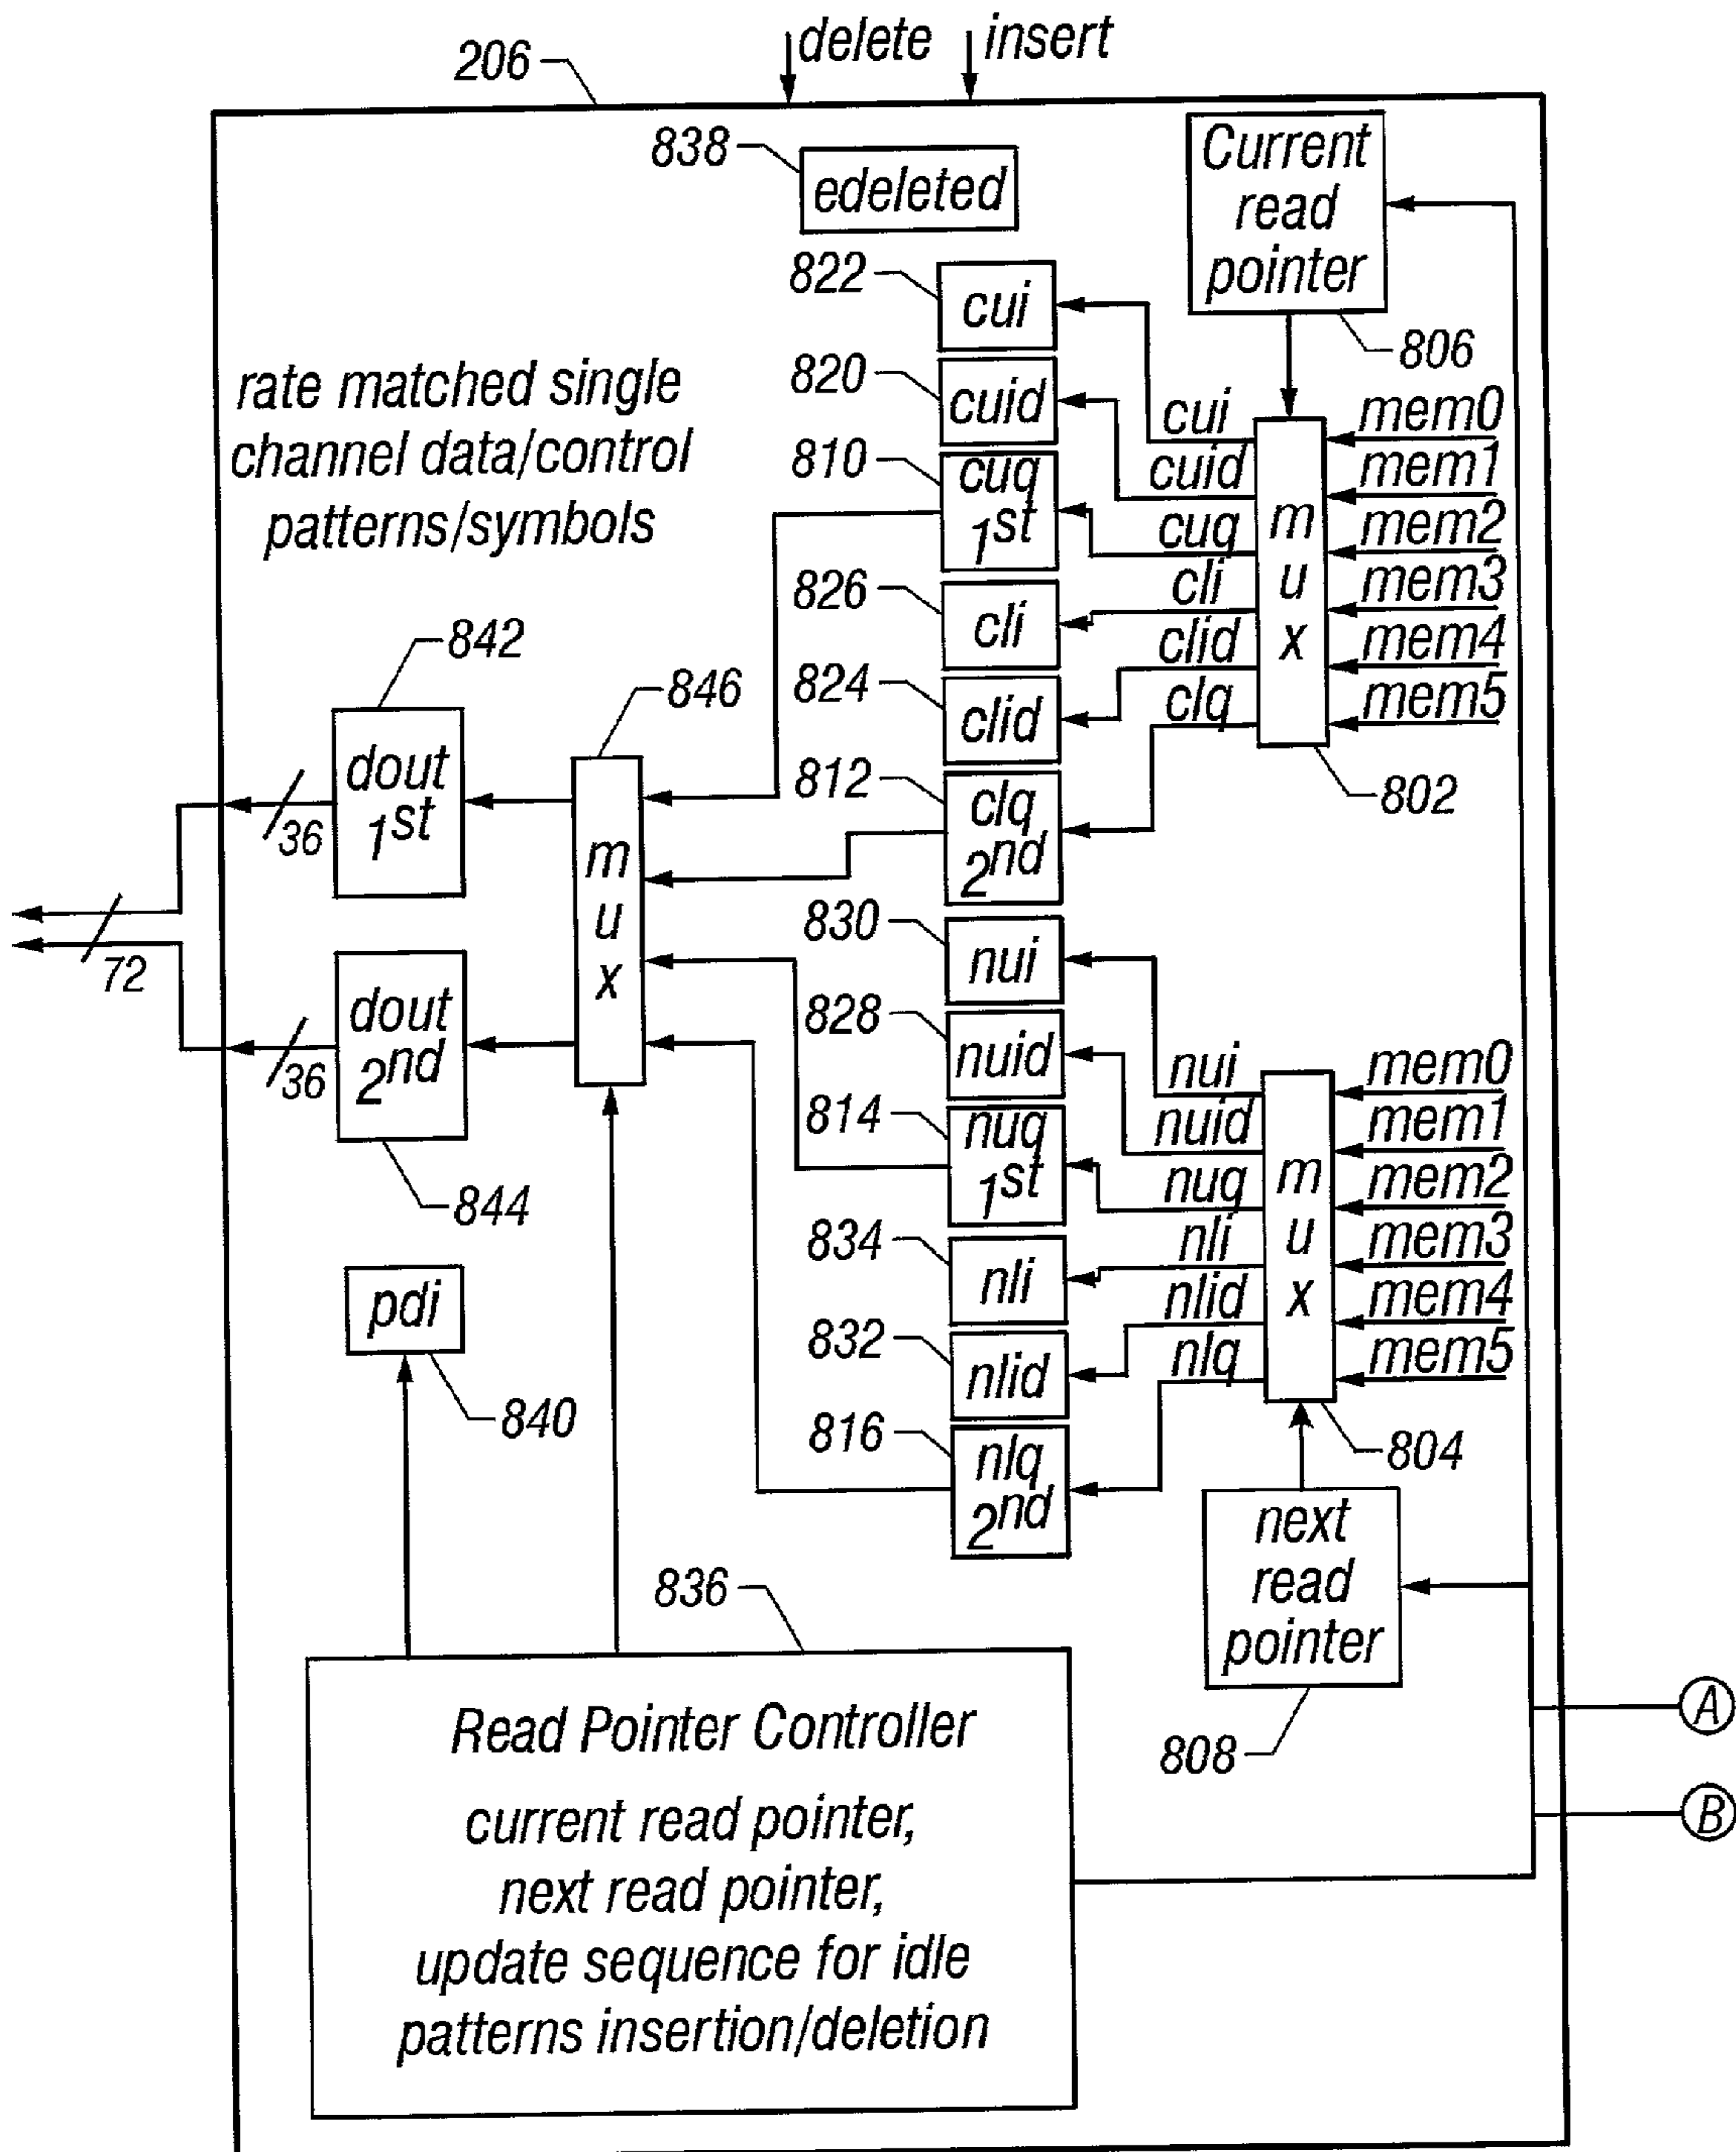 delete insert
206
838
edeleted
Current
read
pointer
806
822
cui
820
cuid
810
cuq
1st
826
cli
824
clid
812
clq
2nd
cui
cuid
cuq
cli
clid
clq
mux
802
mem0
mem1
mem2
mem3
mem4
mem5
rate matched single
channel data/control
patterns/symbols
842
dout
1st
36
846
mux
72
dout
2nd
36
844
830
nui
828
nuid
814
nuq
1st
834
nli
832
nlid
816
nlq
2nd
nui
nuid
nuq
nli
nlid
nlq
mux
804
mem0
mem1
mem2
mem3
mem4
mem5
next
read
pointer
808
pdi
840
836
Read Pointer Controller
current read pointer,
next read pointer,
update sequence for idle
patterns insertion/deletion
A
B